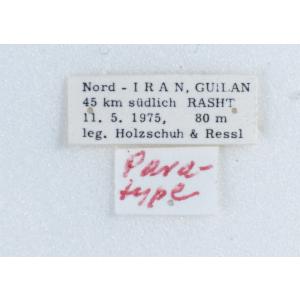 Nord - I R A N, GUILAN
45 km südlich RASHT
11. 5. 1975, 80 m
leg. Holzschuh & Ressl
Para-
type